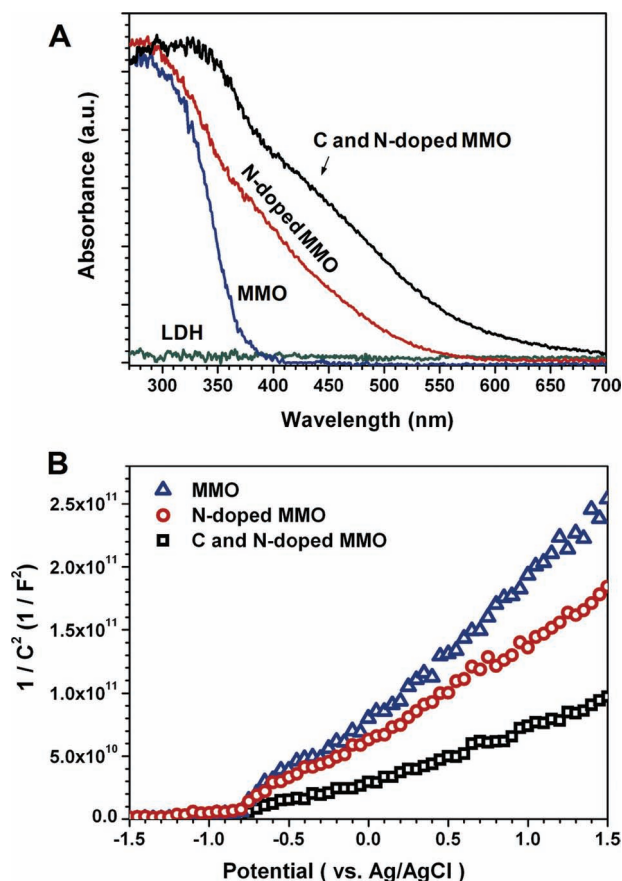 A
Absorbance (a.u.)
C and N-doped MMO
N-doped MMO
MMO
LDH
300 350 400 450 500 550 600 650 700
Wavelength (nm)
B
MMO
N-doped MMO
C and N-doped MMO
1 / C² (1 / F²)
2.5x10¹¹
2.0x10¹¹
1.5x10¹¹
1.0x10¹¹
5.0x10¹⁰
0.0
-1.5 -1.0 -0.5 0.0 0.5 1.0 1.5
Potential ( vs. Ag/AgCl )